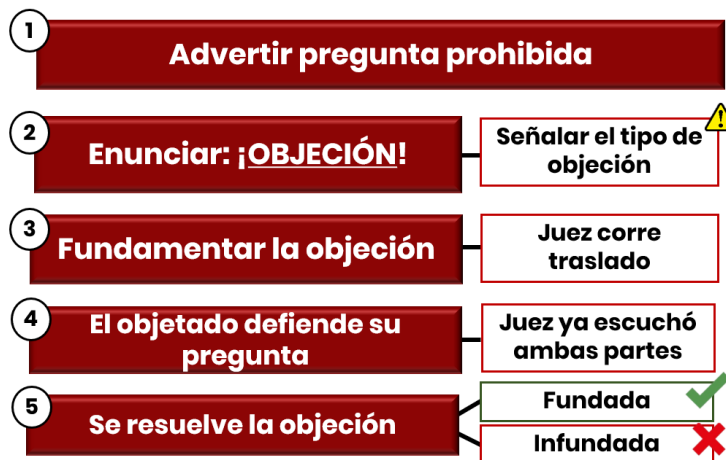 1
Advertir pregunta prohibida
2
Enunciar: ¡OBJECIÓN!
Señalar el tipo de
objeción
3
Fundamentar la objeción
Juez corre
traslado
4
El objetado defiende su
pregunta
Juez ya escuchó
ambas partes
5
Se resuelve la objeción
Fundada
Infundada